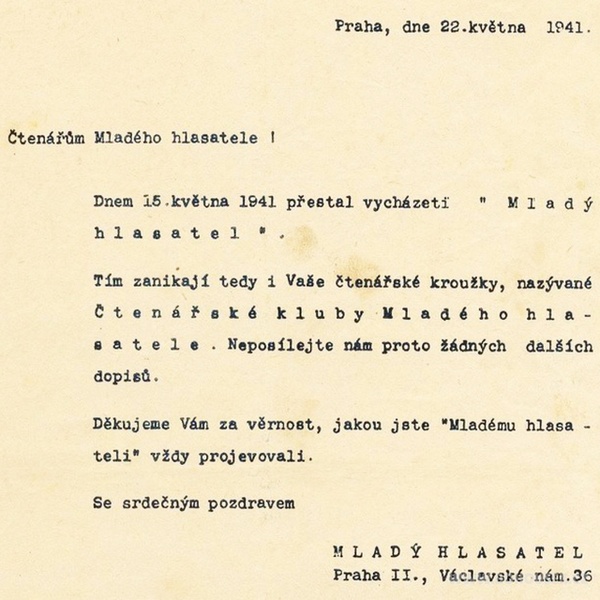 Praha, dne 22.května 1941.
Čtenářům Mladého hlasatele !
Dnem 15.května 1941 přestal vycházeti " M l a d ý
h l a s a t e l " .
Tím zanikají tedy i Vaše čtenářské kroužky, nazývané
Č t e n á ř s k é k l u b y M l a d é h o h l a -
s a t e l e . Neposílejte nám proto žádných dalších
dopisů.
Děkujeme Vám za věrnost, jakou jste "Mladému hlasa -
teli" vždy projevovali.
Se srdečným pozdravem
M L A D Ý H L A S A T E L
Praha II., Václavské nám.36